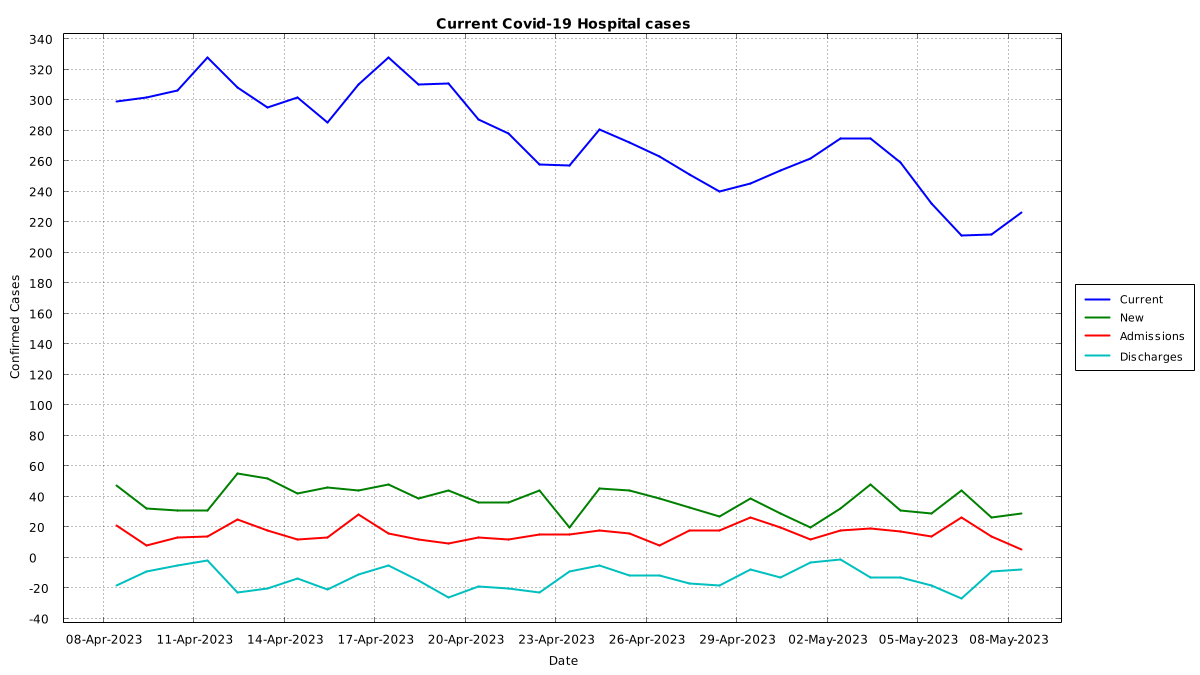 Current Covid-19 Hospital cases
340
320
300
280
260
240
220
200
180
160
140
120
100
80
60
40
20
0
-20
-40
Confirmed Cases
08-Apr-2023 11-Apr-2023 14-Apr-2023 17-Apr-2023 20-Apr-2023 23-Apr-2023 26-Apr-2023 29-Apr-2023 02-May-2023 05-May-2023 08-May-2023
Date
Current
New
Admissions
Discharges